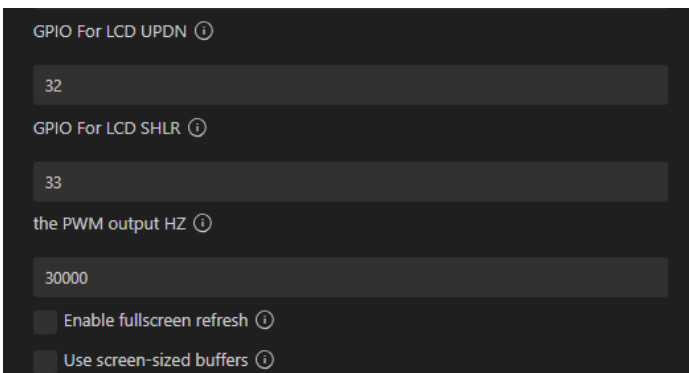 GPIO For LCD UPDN
32
GPIO For LCD SHLR
33
the PWM output HZ
30000
Enable fullscreen refresh
Use screen-sized buffers